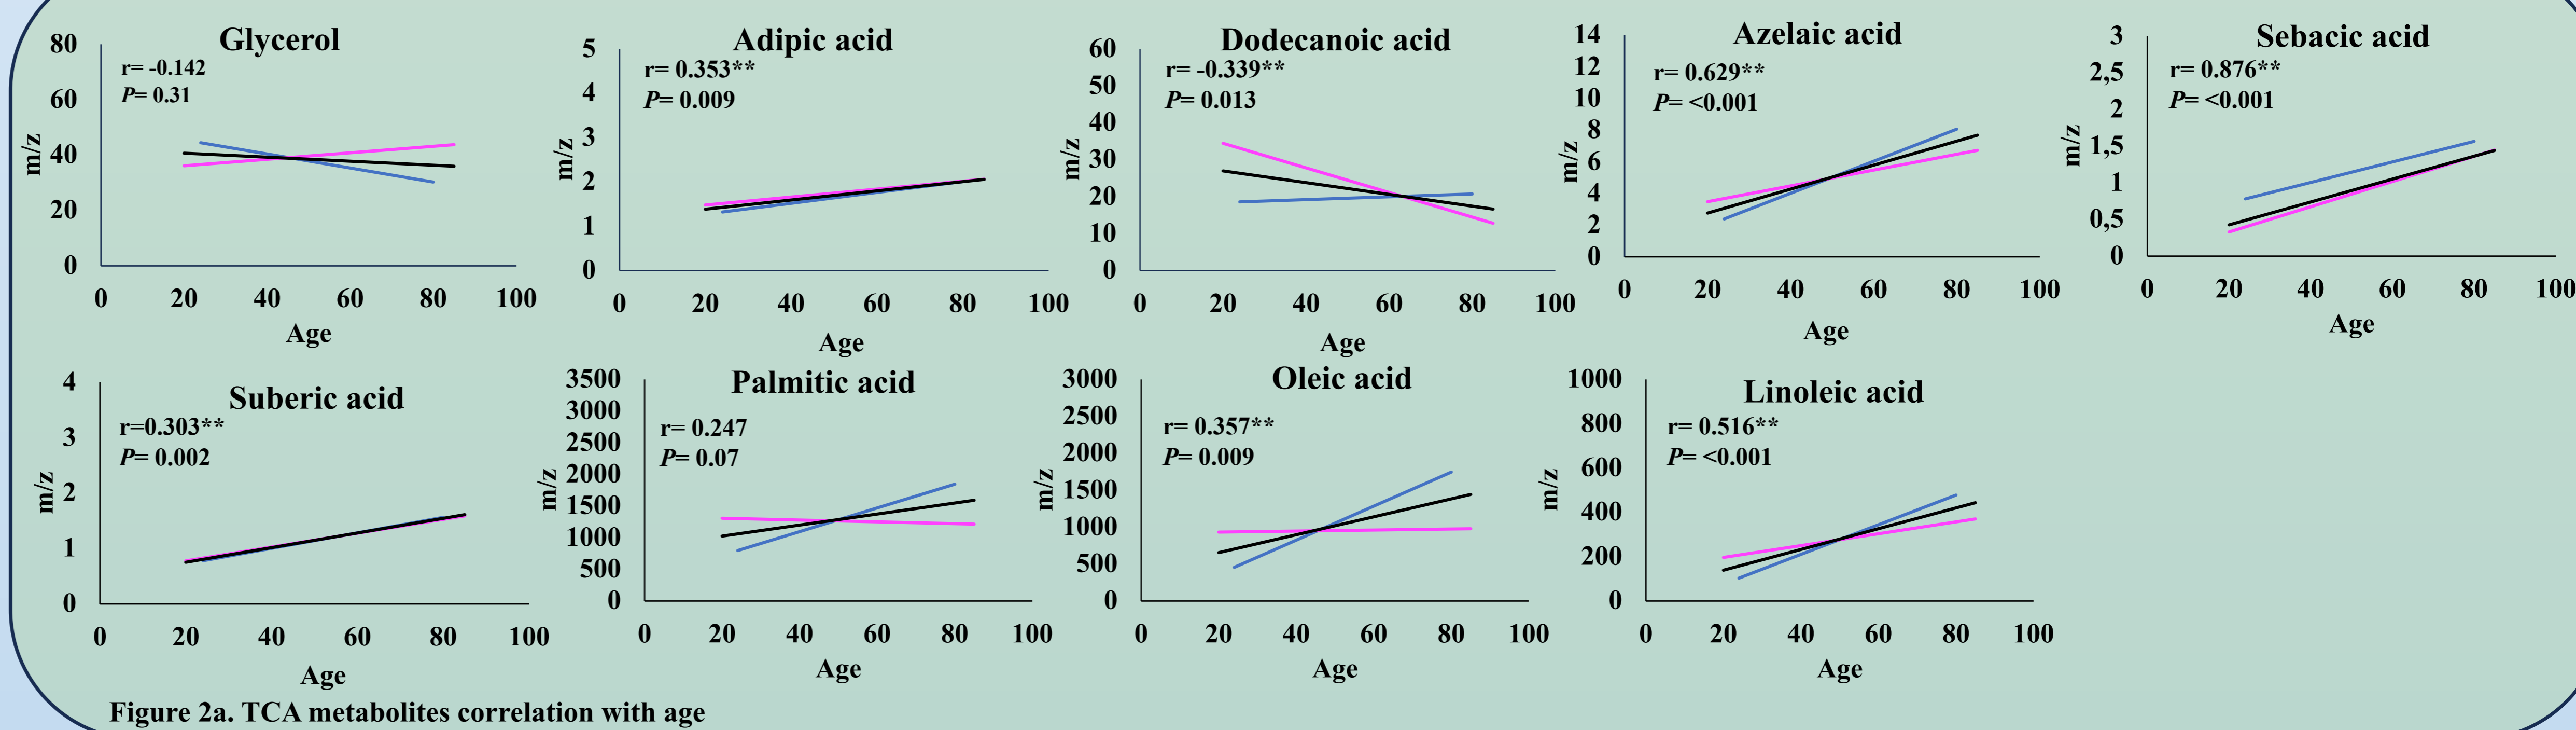 Glycerol
r= -0.142
P= 0.31
80
60
40
20
0
m/z
0 20 40 60 80 100
Age
Adipic acid
r= 0.353**
P= 0.009
5
4
3
2
1
0
m/z
0 20 40 60 80 100
Age
Dodecanoic acid
r= -0.339**
P= 0.013
60
50
40
30
20
10
0
m/z
0 20 40 60 80 100
Age
Azelaic acid
r= 0.629**
P= <0.001
14
12
10
8
6
4
2
0
m/z
0 20 40 60 80 100
Age
Sebacic acid
r= 0.876**
P= <0.001
3
2,5
2
1,5
1
0,5
0
m/z
0 20 40 60 80 100
Age
Suberic acid
r=0.303**
P= 0.002
4
3
2
1
0
m/z
0 20 40 60 80 100
Age
Palmitic acid
r= 0.247
P= 0.07
3500
3000
2500
2000
1500
1000
500
0
m/z
0 20 40 60 80 100
Age
Oleic acid
r= 0.357**
P= 0.009
3000
2500
2000
1500
1000
500
0
m/z
0 20 40 60 80 100
Age
Linoleic acid
r= 0.516**
P= <0.001
1000
800
600
400
200
0
m/z
0 20 40 60 80 100
Age
Figure 2a. TCA metabolites correlation with age